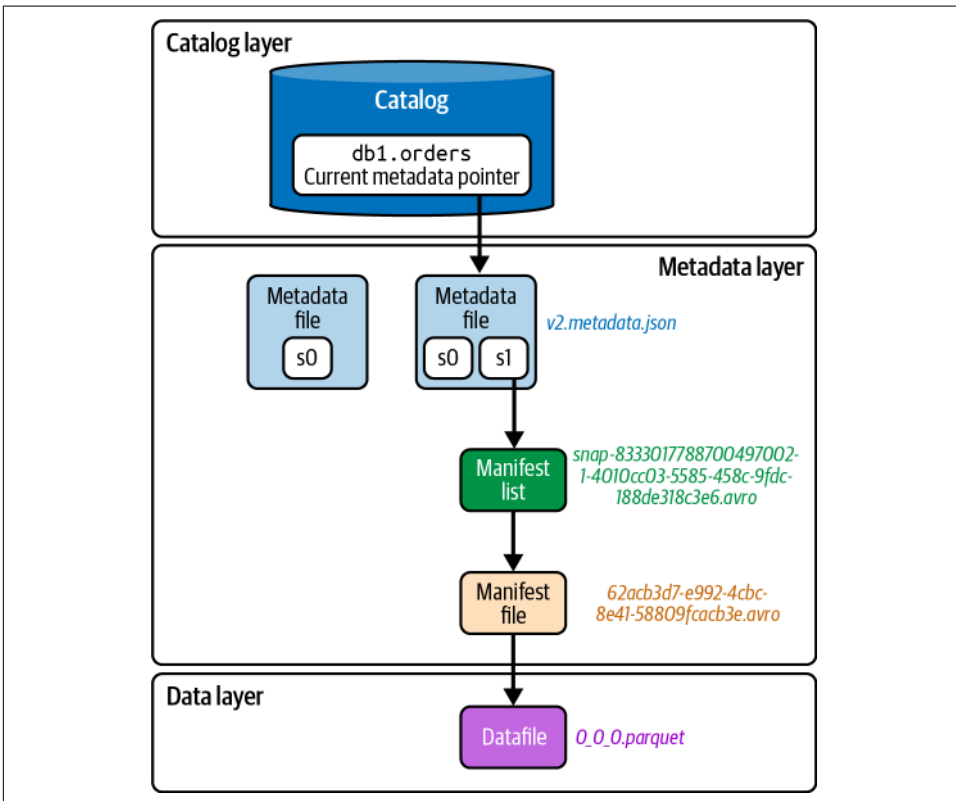 Catalog layer
Catalog
db1.orders
Current metadata pointer
Metadata layer
Metadata
file
s0
Metadata
file
s0
s1
v2.metadata.json
Manifest
list
snap-8333017788700497002-
1-4010cc03-5585-458c-9fdc-
188de318c3e6.avro
Manifest
file
62acb3d7-e992-4cbc-
8e41-58809fcacb3e.avro
Data layer
Datafile
0_0_0.parquet